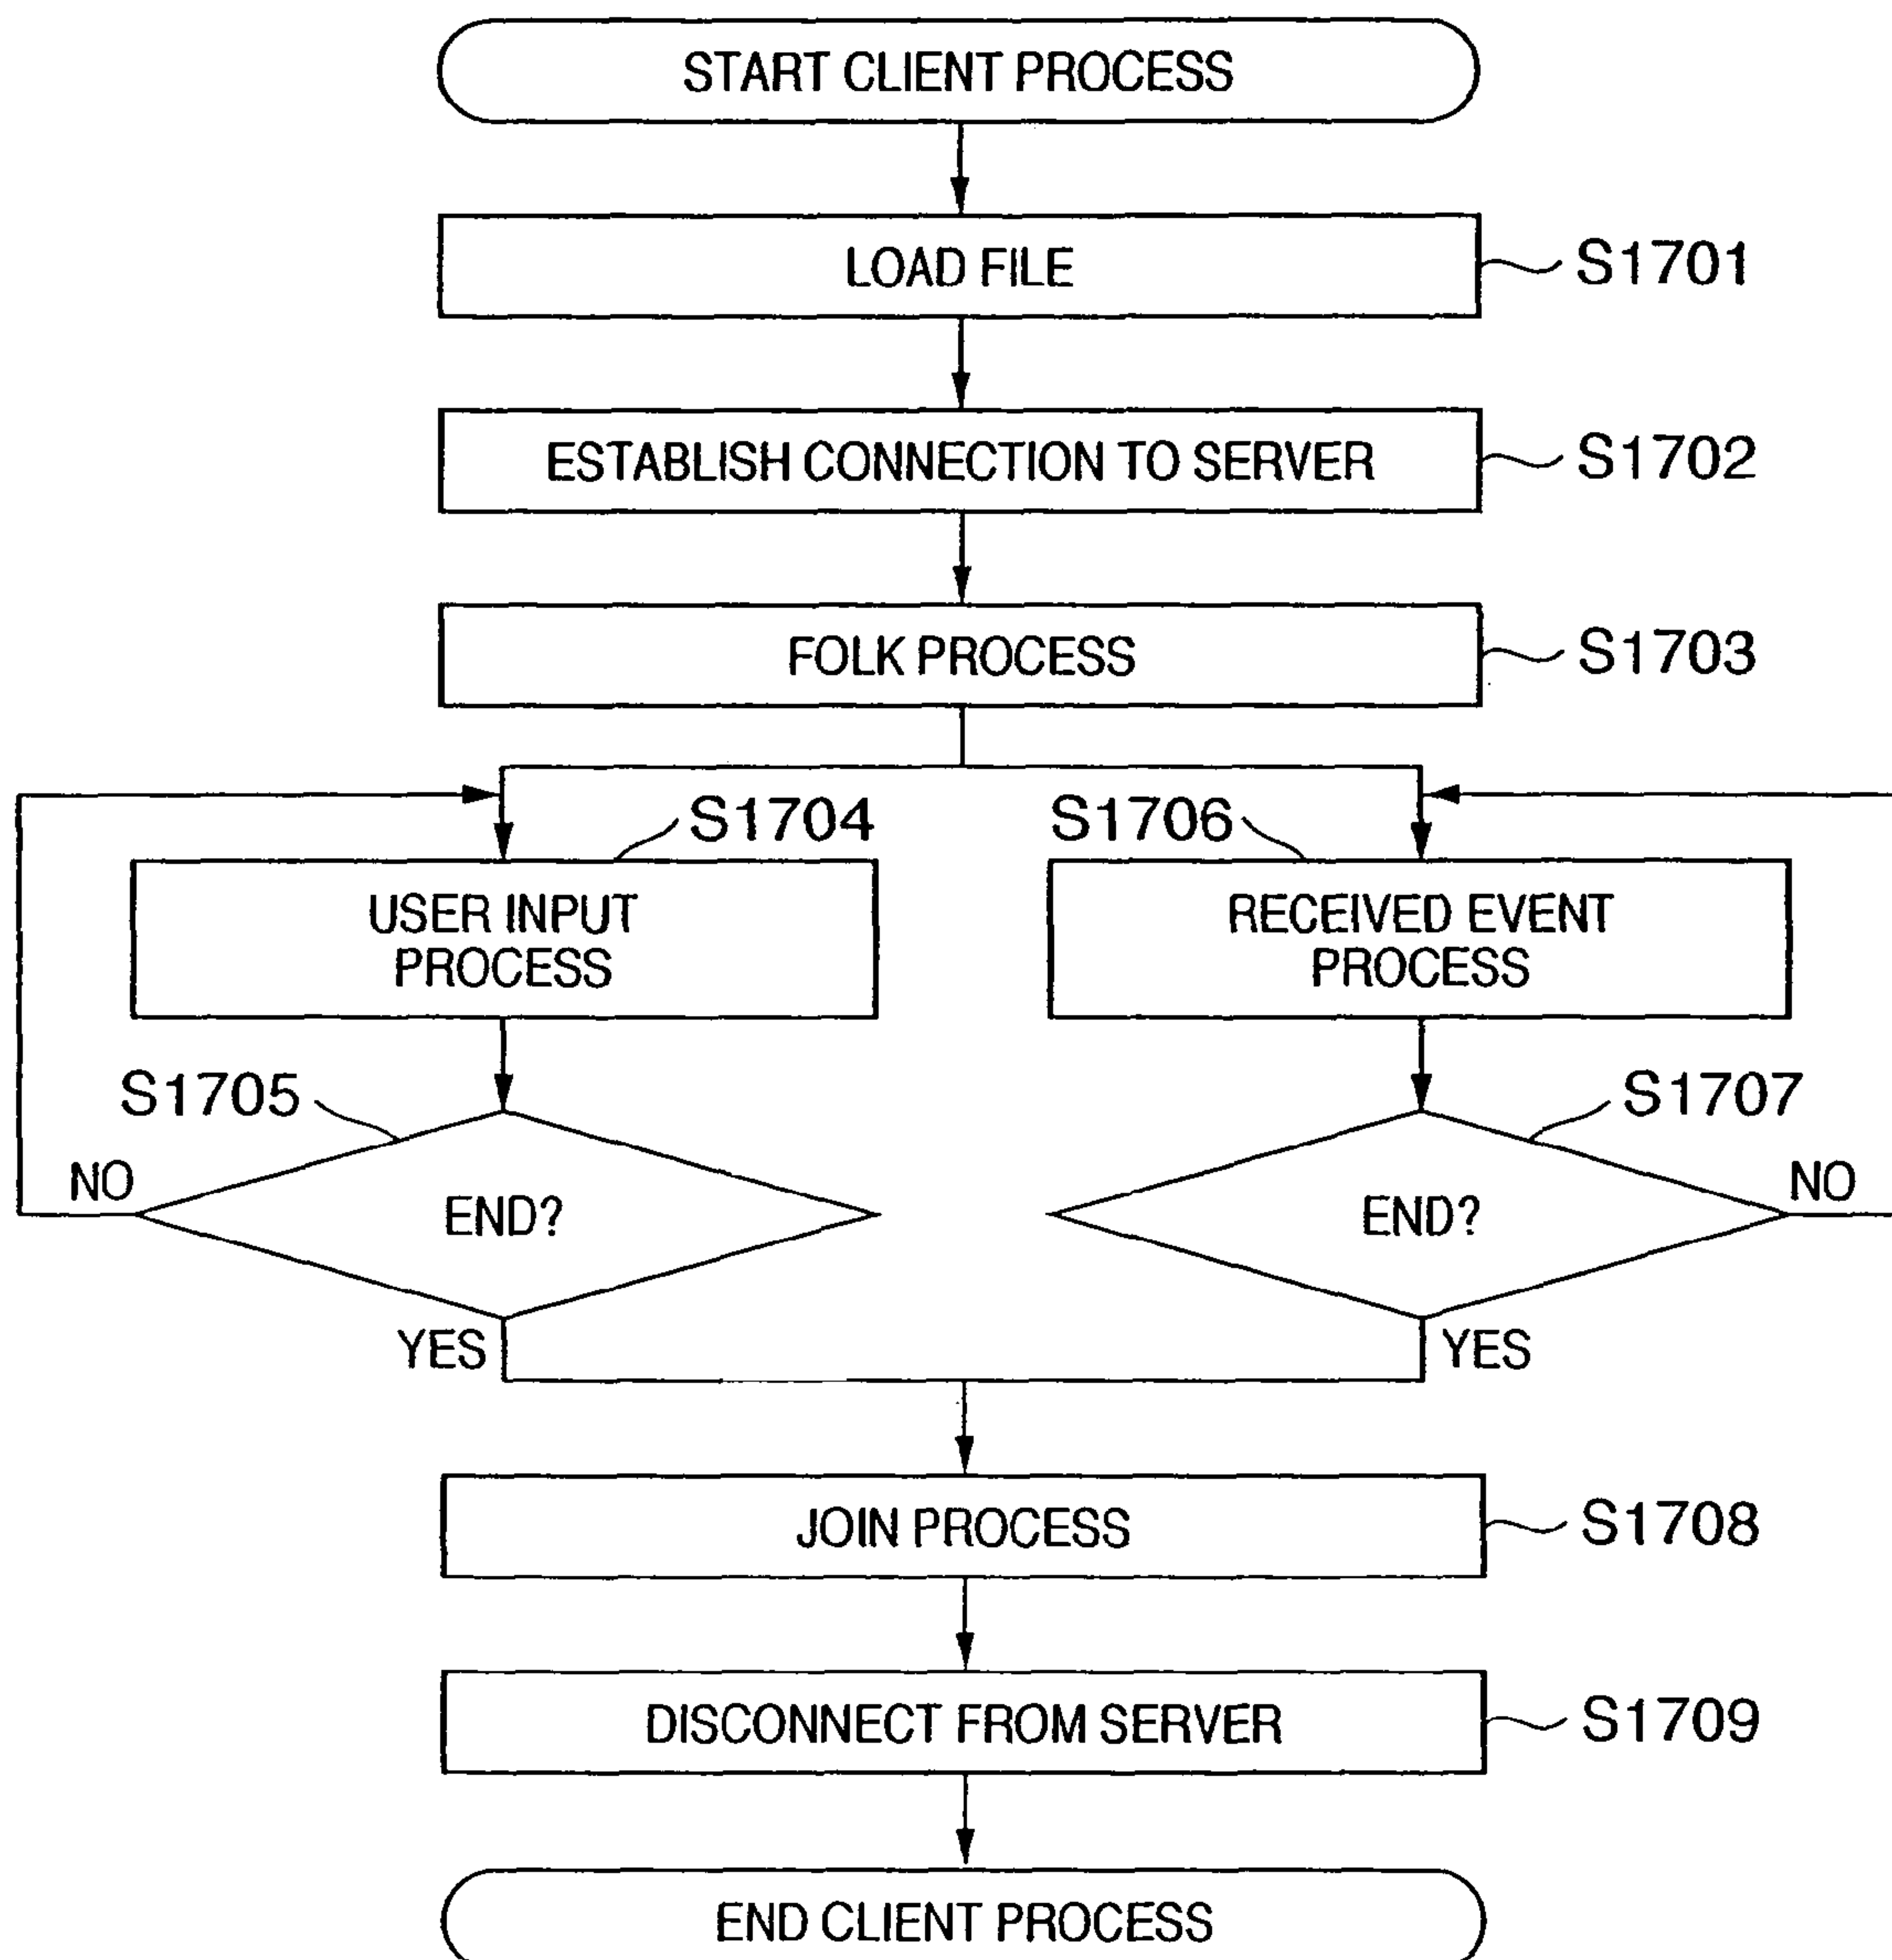 START CLIENT PROCESS
LOAD FILE
S1701
ESTABLISH CONNECTION TO SERVER
S1702
FOLK PROCESS
S1703
S1704
S1706
USER INPUT
PROCESS
RECEIVED EVENT
PROCESS
S1705
S1707
NO
END?
END?
NO
YES
YES
JOIN PROCESS
S1708
DISCONNECT FROM SERVER
S1709
END CLIENT PROCESS